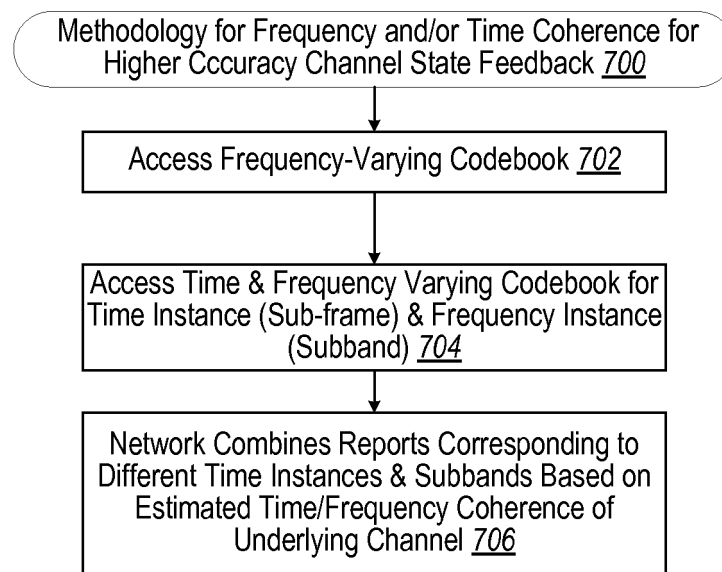 Methodology for Frequency and/or Time Coherence for
Higher Cccuracy Channel State Feedback 700
Access Frequency-Varying Codebook 702
Access Time & Frequency Varying Codebook for
Time Instance (Sub-frame) & Frequency Instance
(Subband) 704
Network Combines Reports Corresponding to
Different Time Instances & Subbands Based on
Estimated Time/Frequency Coherence of
Underlying Channel 706